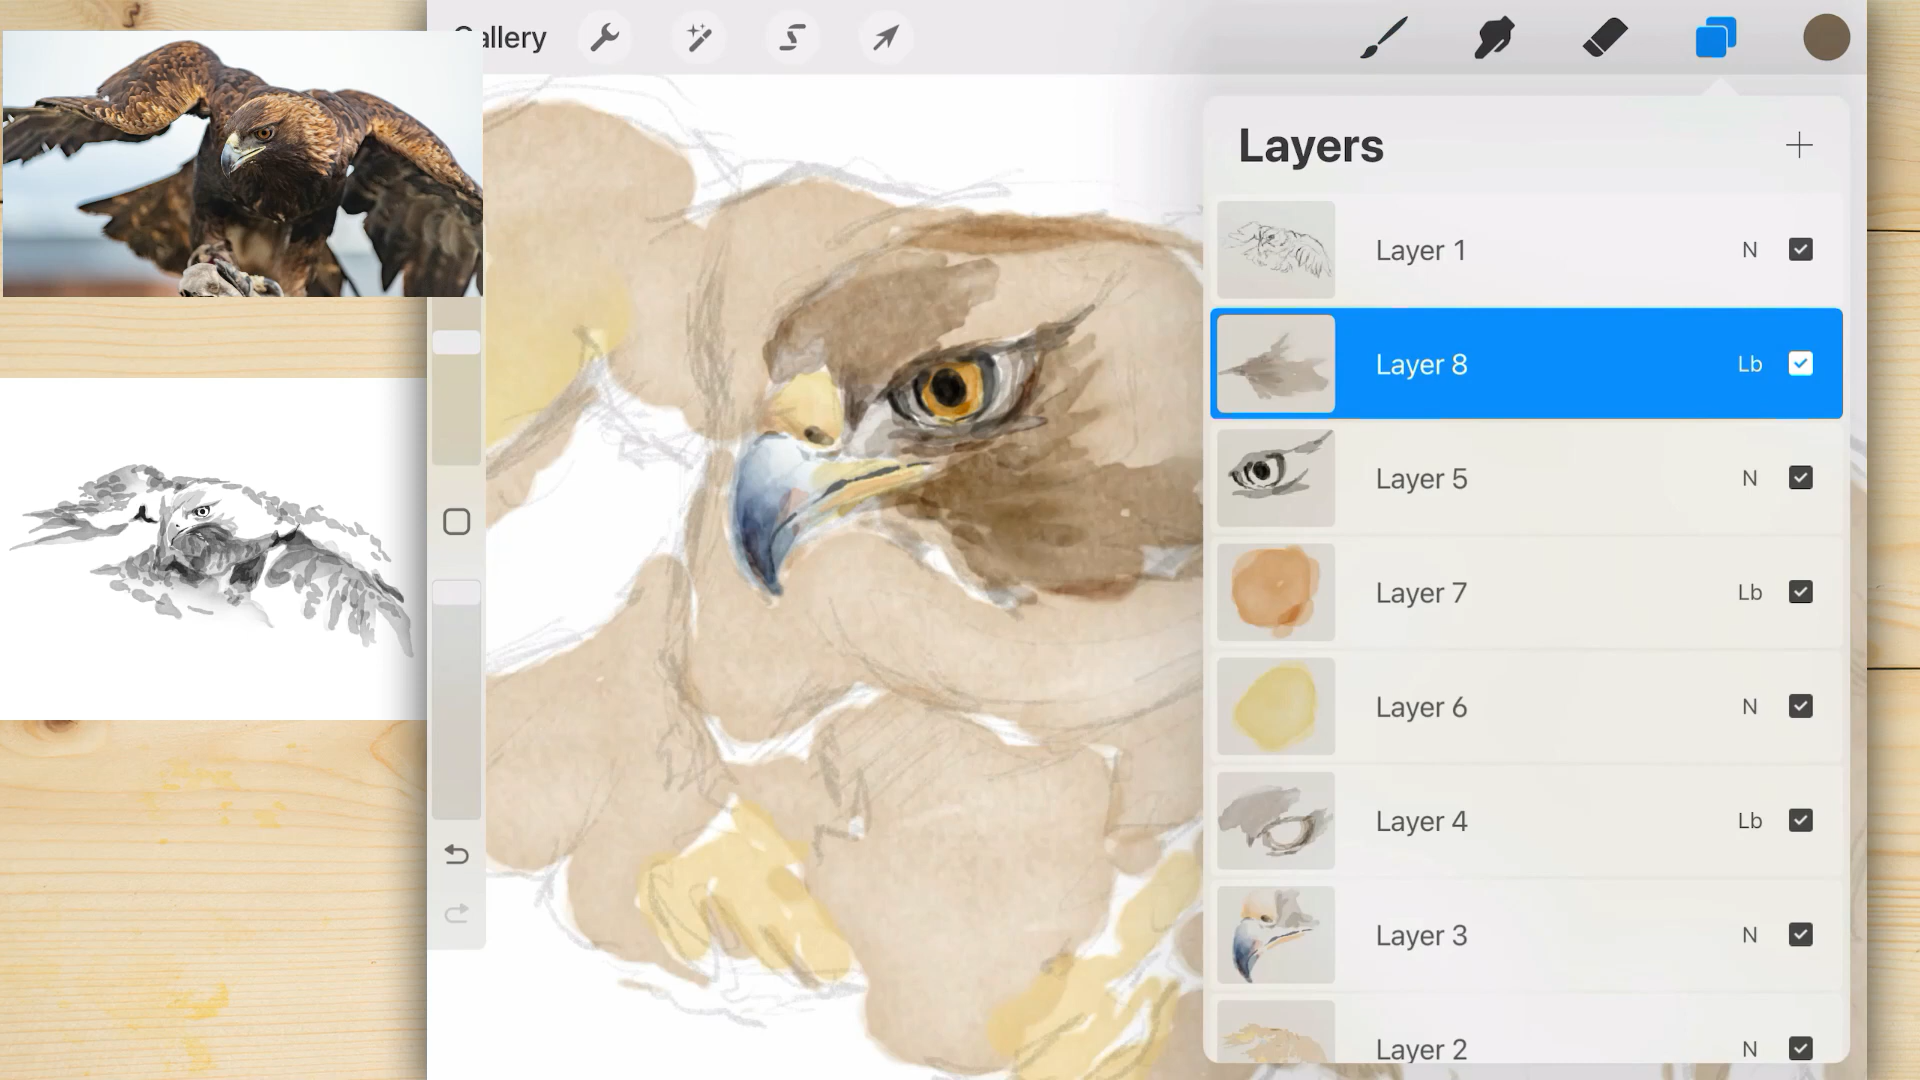 allery
Layers
Layer 1 N
Layer 8 Lb
Layer 5 N
Layer 7 Lb
Layer 6 N
Layer 4 Lb
Layer 3 N
Layer 2 N